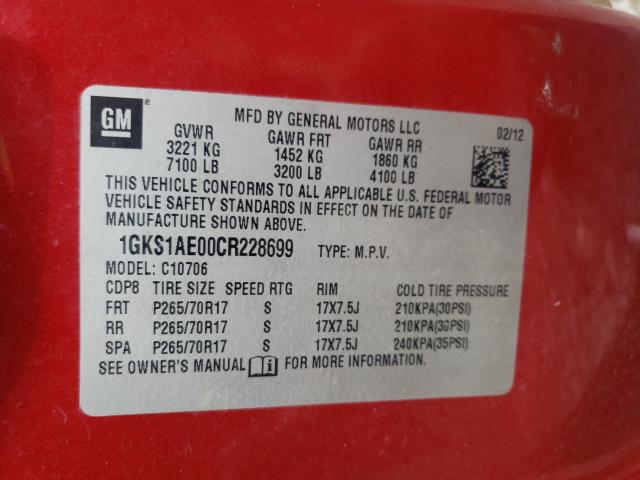 GM ®
MFD BY GENERAL MOTORS LLC 02/12
GVWR GAWR FRT GAWR RR
3221 KG 1452 KG 1860 KG
7100 LB 3200 LB 4100 LB
THIS VEHICLE CONFORMS TO ALL APPLICABLE U.S. FEDERAL MOTOR
VEHICLE SAFETY STANDARDS IN EFFECT ON THE DATE OF
MANUFACTURE SHOWN ABOVE.
1GKS1AE00CR228699 TYPE: M.P.V.
MODEL: C10706
CDP8 TIRE SIZE SPEED RTG RIM COLD TIRE PRESSURE
FRT P265/70R17 S 17X7.5J 210KPA(30PSI)
RR P265/70R17 S 17X7.5J 210KPA(30PSI)
SPA P265/70R17 S 17X7.5J 240KPA(35PSI)
SEE OWNER'S MANUAL FOR MORE INFORMATION.